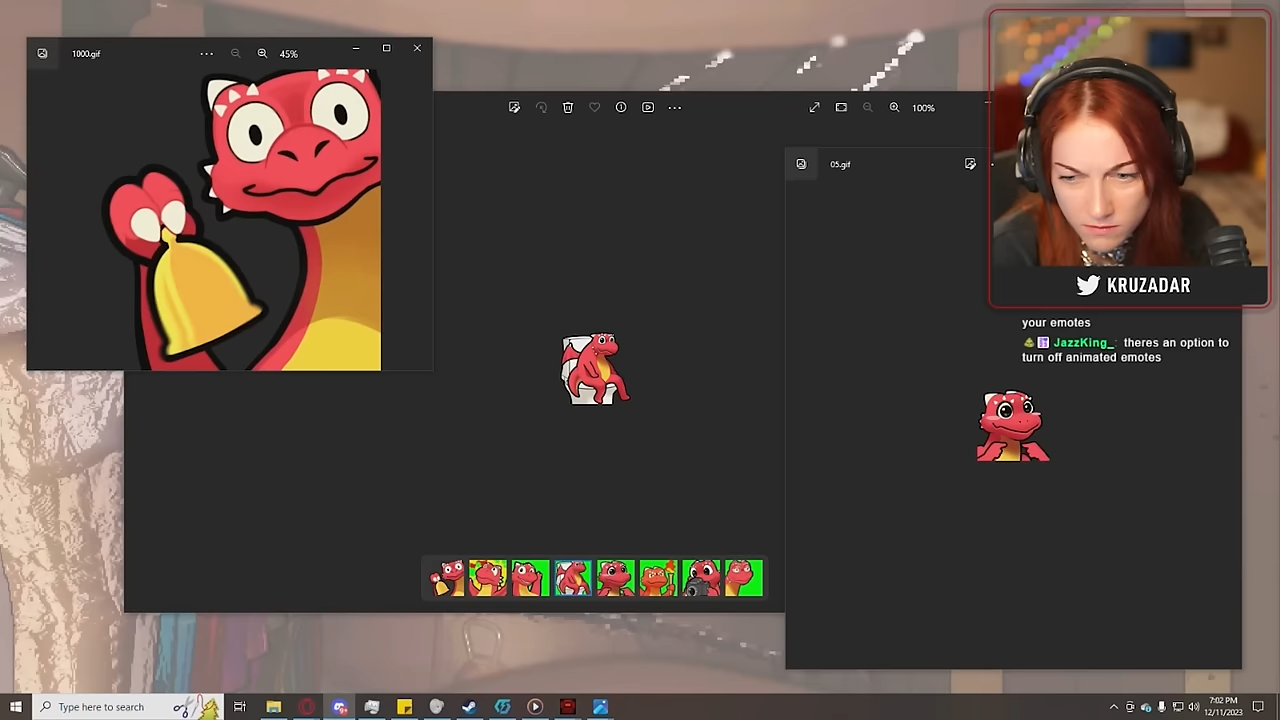 1000.gif
45%
100%
05.gif
KRUZADAR
your emotes
JazzKing_ theres an option to
turn off animated emotes
Type here to search
7:02 PM
12/11/2023